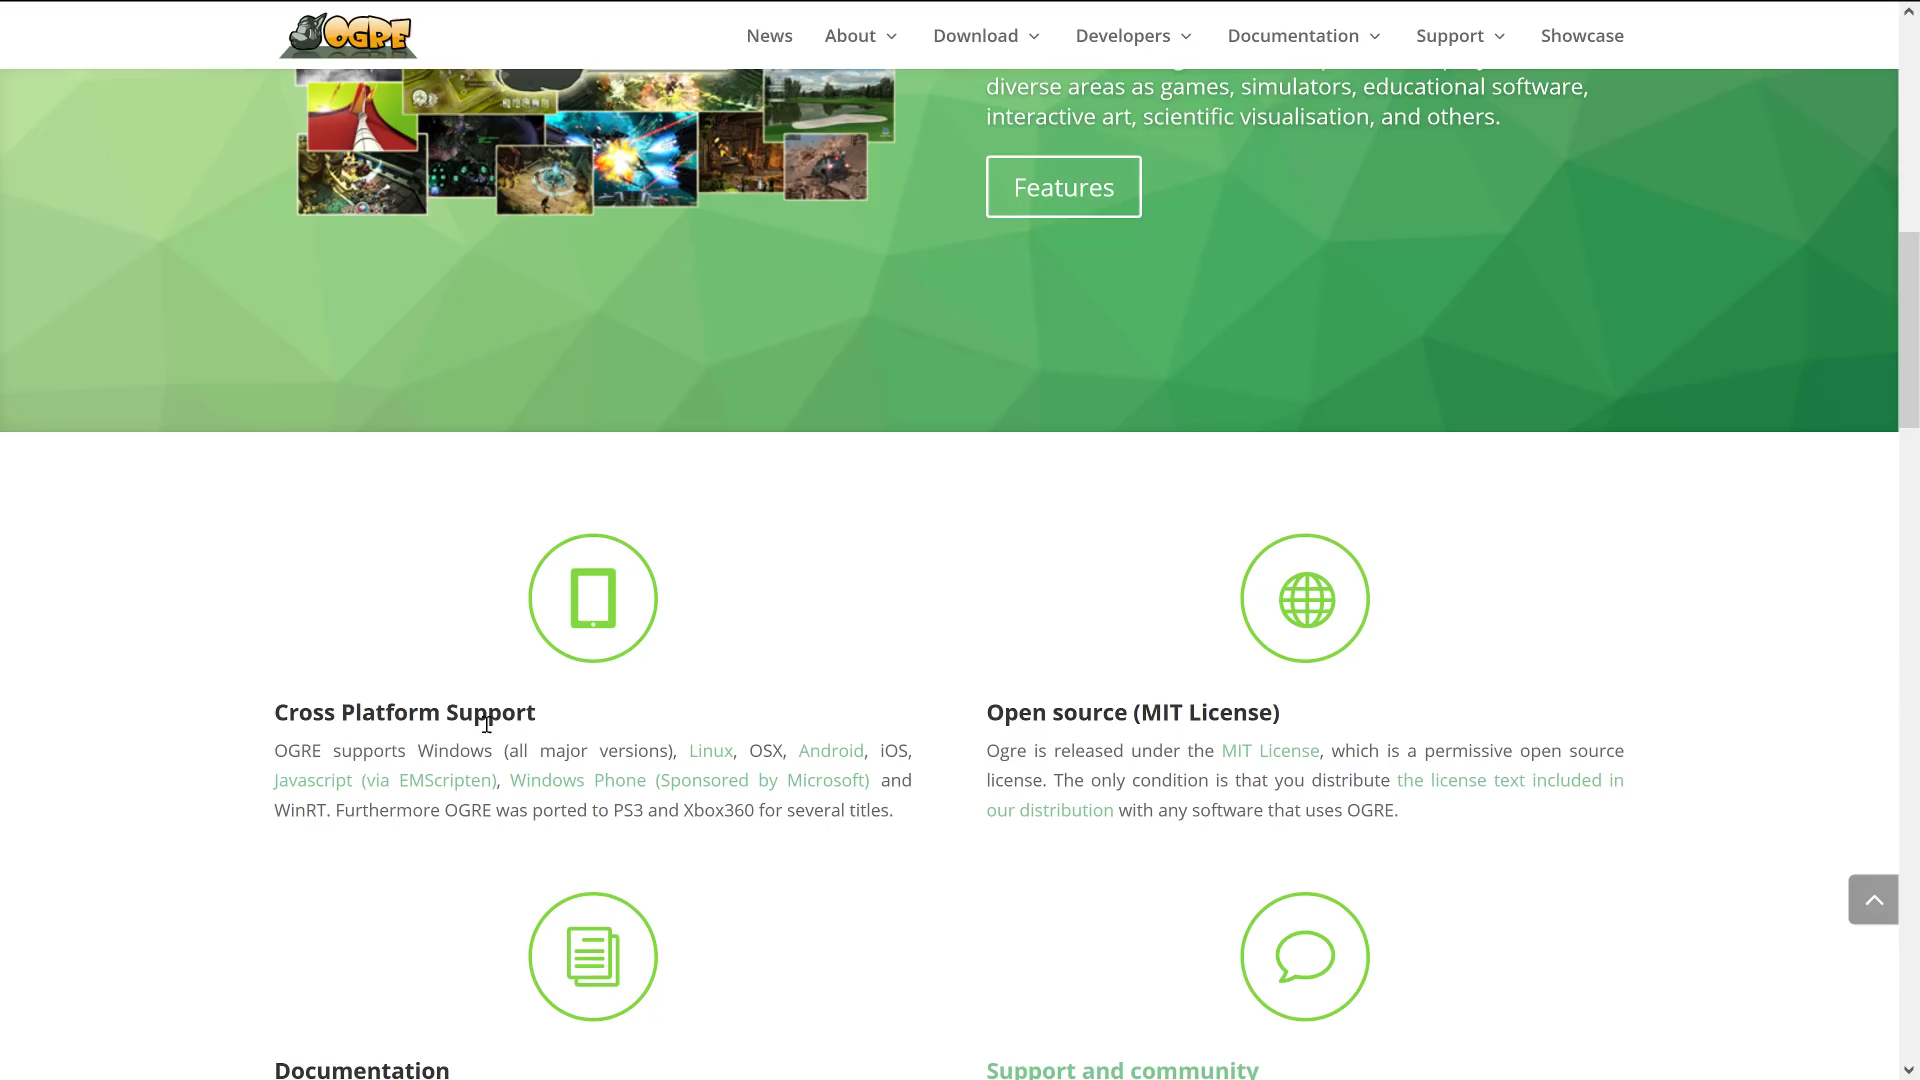 OGRE
News About Download Developers Documentation Support Showcase
diverse areas as games, simulators, educational software,
interactive art, scientific visualisation, and others.
Features
Cross Platform Support
OGRE supports Windows (all major versions), Linux, OSX, Android, iOS,
Javascript (via EMScripten), Windows Phone (Sponsored by Microsoft) and
WinRT. Furthermore OGRE was ported to PS3 and Xbox360 for several titles.
Open source (MIT License)
Ogre is released under the MIT License, which is a permissive open source
license. The only condition is that you distribute the license text included in
our distribution with any software that uses OGRE.
Documentation
Support and community